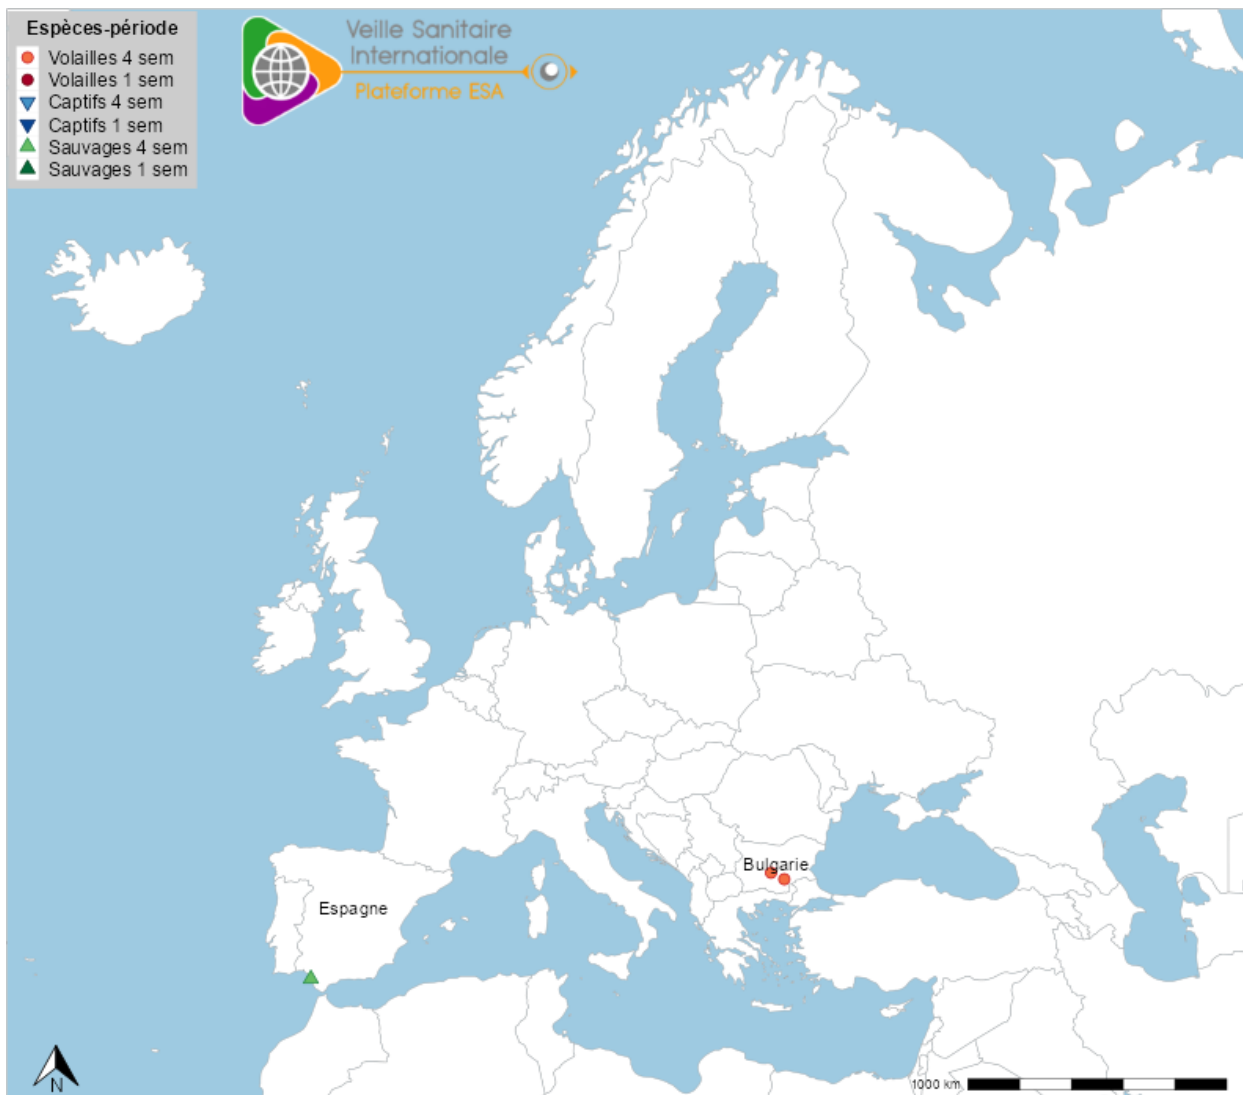 Espèces-période
Volailles 4 sem
Volailles 1 sem
Captifs 4 sem
Captifs 1 sem
Sauvages 4 sem
Sauvages 1 sem
Veille Sanitaire
Internationale
Plateforme ESA
Bulgarie
Espagne
N
1000 km